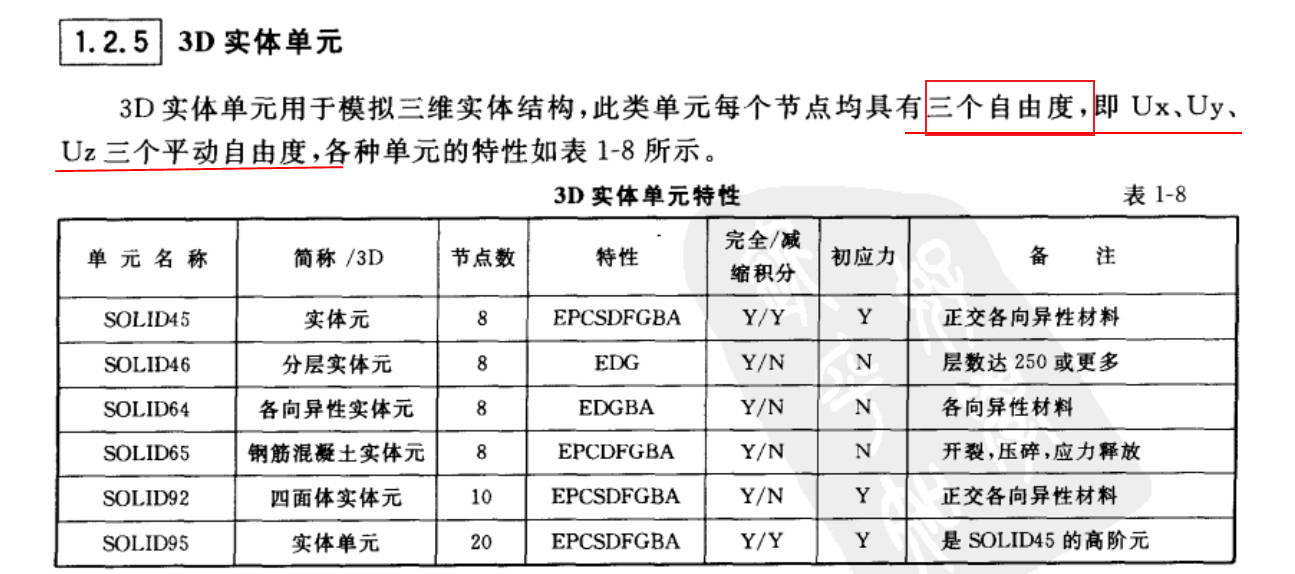 1.2.5 3D 实体单元
3D 实体单元用于模拟三维实体结构,此类单元每个节点均具有三个自由度,即 Ux、Uy、
Uz 三个平动自由度,各种单元的特性如表 1-8 所示。
3D 实体单元特性 表 1-8
单元名称 简称/3D 节点数 特性 完全/减缩积分 初应力 备注
SOLID45 实体元 8 EPCSDFGBA Y/Y Y 正交各向异性材料
SOLID46 分层实体元 8 EDG Y/N N 层数达 250 或更多
SOLID64 各向异性实体元 8 EDGBA Y/N N 各向异性材料
SOLID65 钢筋混凝土实体元 8 EPCDFGBA Y/N N 开裂,压碎,应力释放
SOLID92 四面体实体元 10 EPCSDFGBA Y/N Y 正交各向异性材料
SOLID95 实体单元 20 EPCSDFGBA Y/Y Y 是 SOLID45 的高阶元